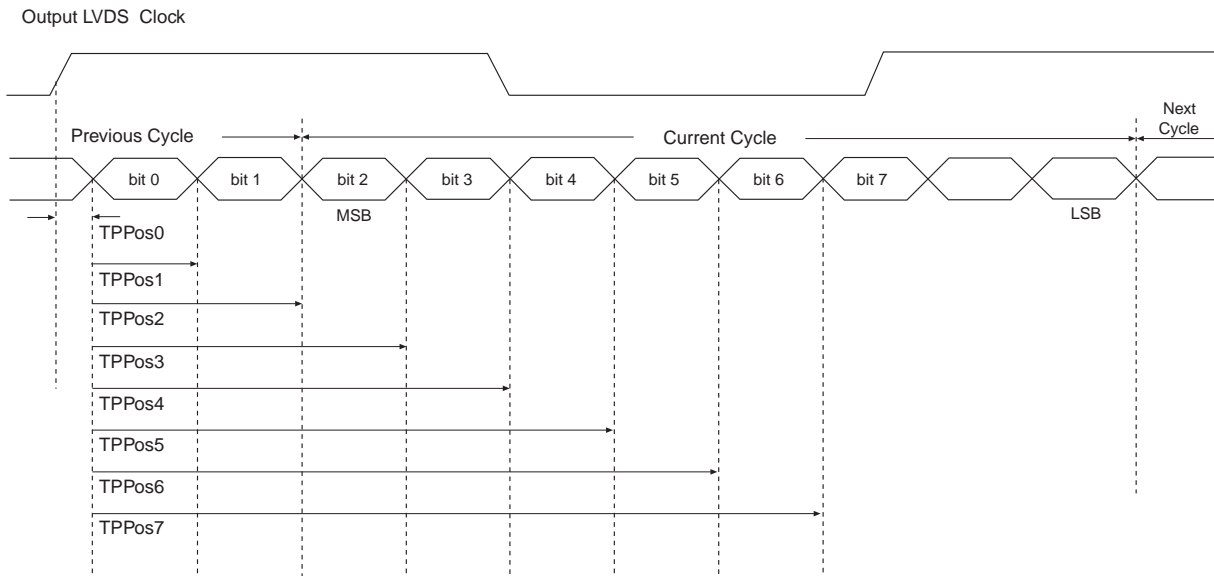 Output LVDS Clock
Previous Cycle
Current Cycle
Next
Cycle
bit 0
bit 1
bit 2
bit 3
bit 4
bit 5
bit 6
bit 7
MSB
LSB
TPPos0
TPPos1
TPPos2
TPPos3
TPPos4
TPPos5
TPPos6
TPPos7